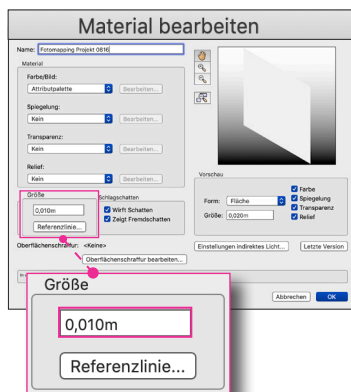 Material bearbeiten
Name: Fotomapping Projekt 0816
Material
Farbe/Bild:
Attributpalette
Bearbeiten...
Spiegelung:
Kein
Bearbeiten...
Transparenz:
Kein
Bearbeiten...
Relief:
Kein
Bearbeiten...
Größe
0,010m
Referenzlinie...
Schlagschatten
Wirft Schatten
Zeigt Fremdschatten
Oberflächenschraffur: <Keine>
Oberflächenschraffur bearbeiten...
Vorschau
Form: Fläche
Größe: 0,020m
Farbe
Spiegelung
Transparenz
Relief
Einstellungen indirektes Licht...
Letzte Version
Abbrechen
OK
Größe
0,010m
Referenzlinie...